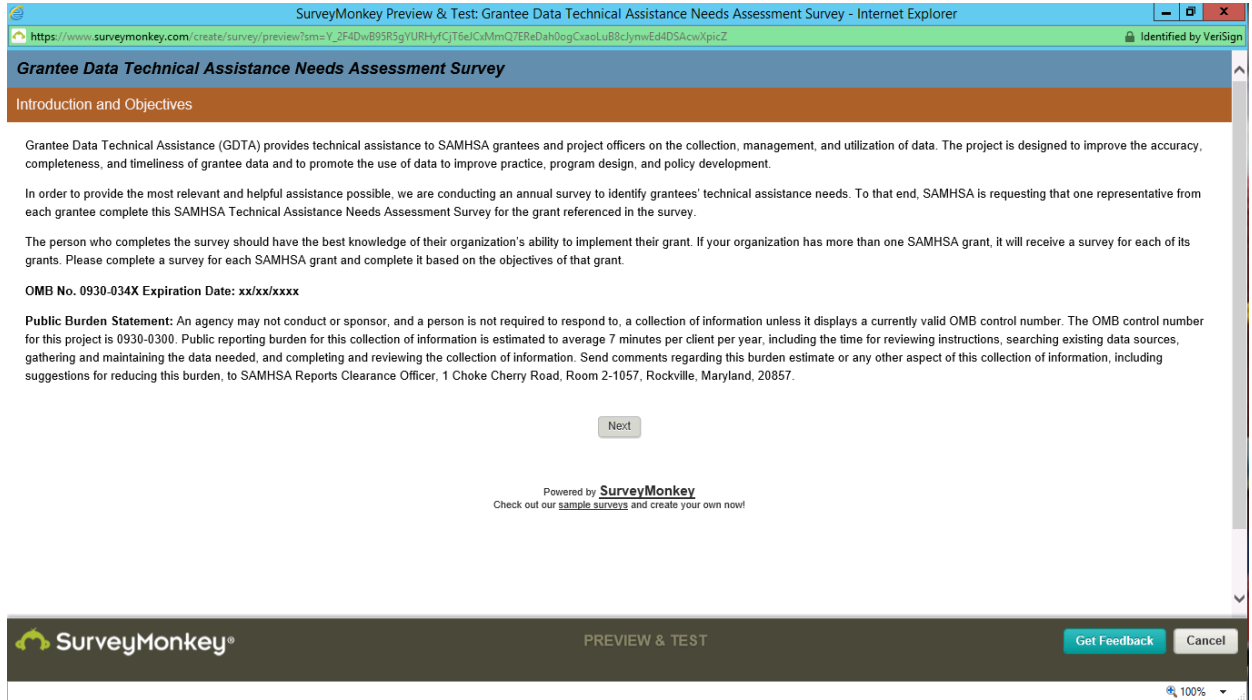 SurveyMonkey Preview & Test: Grantee Data Technical Assistance Needs Assessment Survey - Internet Explorer
Identified by VeriSign
Grantee Data Technical Assistance Needs Assessment Survey
Introduction and Objectives
Grantee Data Technical Assistance (GDTA) provides technical assistance to SAMHSA grantees and project officers on the collection, management, and utilization of data. The project is designed to improve the accuracy,
completeness, and timeliness of grantee data and to promote the use of data to improve practice, program design, and policy development.
In order to provide the most relevant and helpful assistance possible, we are conducting an annual survey to identify grantees' technical assistance needs. To that end, SAMHSA is requesting that one representative from
each grantee complete this SAMHSA Technical Assistance Needs Assessment Survey for the grant referenced in the survey.
The person who completes the survey should have the best knowledge of their organization's ability to implement their grant. If your organization has more than one SAMHSA grant, it will receive a survey for each of its
grants. Please complete a survey for each SAMHSA grant and complete it based on the objectives of that grant.
OMB No. 0930-034X Expiration Date: xx/xx/xxxx
Public Burden Statement: An agency may not conduct or sponsor, and a person is not required to respond to, a collection of information unless it displays a currently valid OMB control number. The OMB control number
for this project is 0930-0300. Public reporting burden for this collection of information is estimated to average 7 minutes per client per year, including the time for reviewing instructions, searching existing data sources,
gathering and maintaining the data needed, and completing and reviewing the collection of information. Send comments regarding this burden estimate or any other aspect of this collection of information, including
suggestions for reducing this burden, to SAMHSA Reports Clearance Officer, 1 Choke Cherry Road, Room 2-1057, Rockville, Maryland, 20857.
Next
Powered by SurveyMonkey
Check out our sample surveys and create your own now!
SurveyMonkey®
PREVIEW & TEST
Get Feedback
Cancel
100%